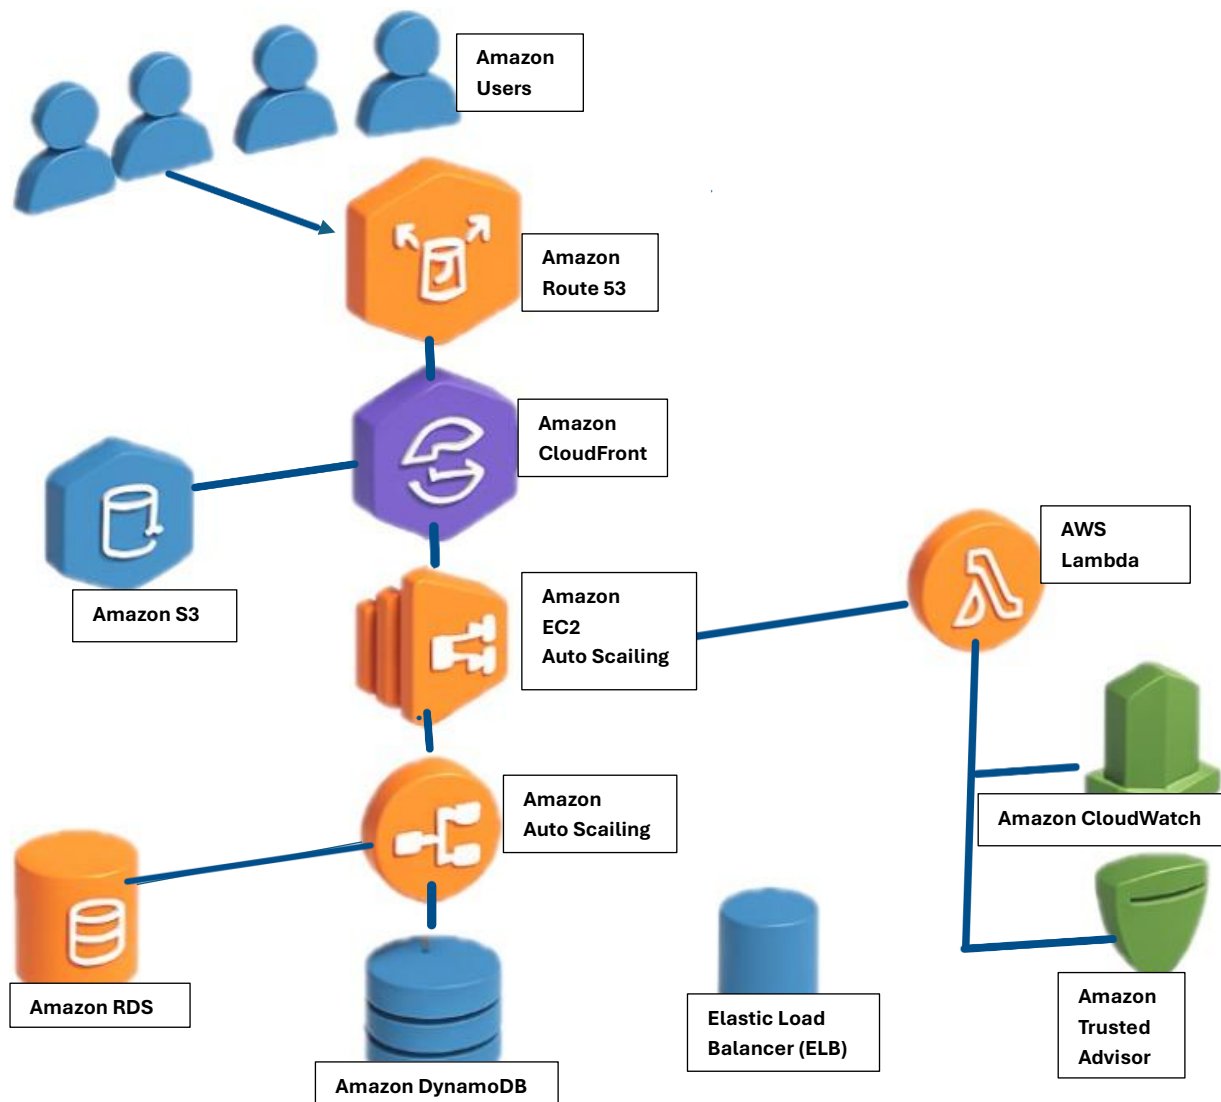 Amazon
Users
Amazon
Route 53
Amazon
CloudFront
Amazon S3
AWS
Lambda
Amazon
EC2
Auto Scailing
Amazon
Auto Scailing
Amazon CloudWatch
Amazon RDS
Amazon DynamoDB
Elastic Load
Balancer (ELB)
Amazon
Trusted
Advisor